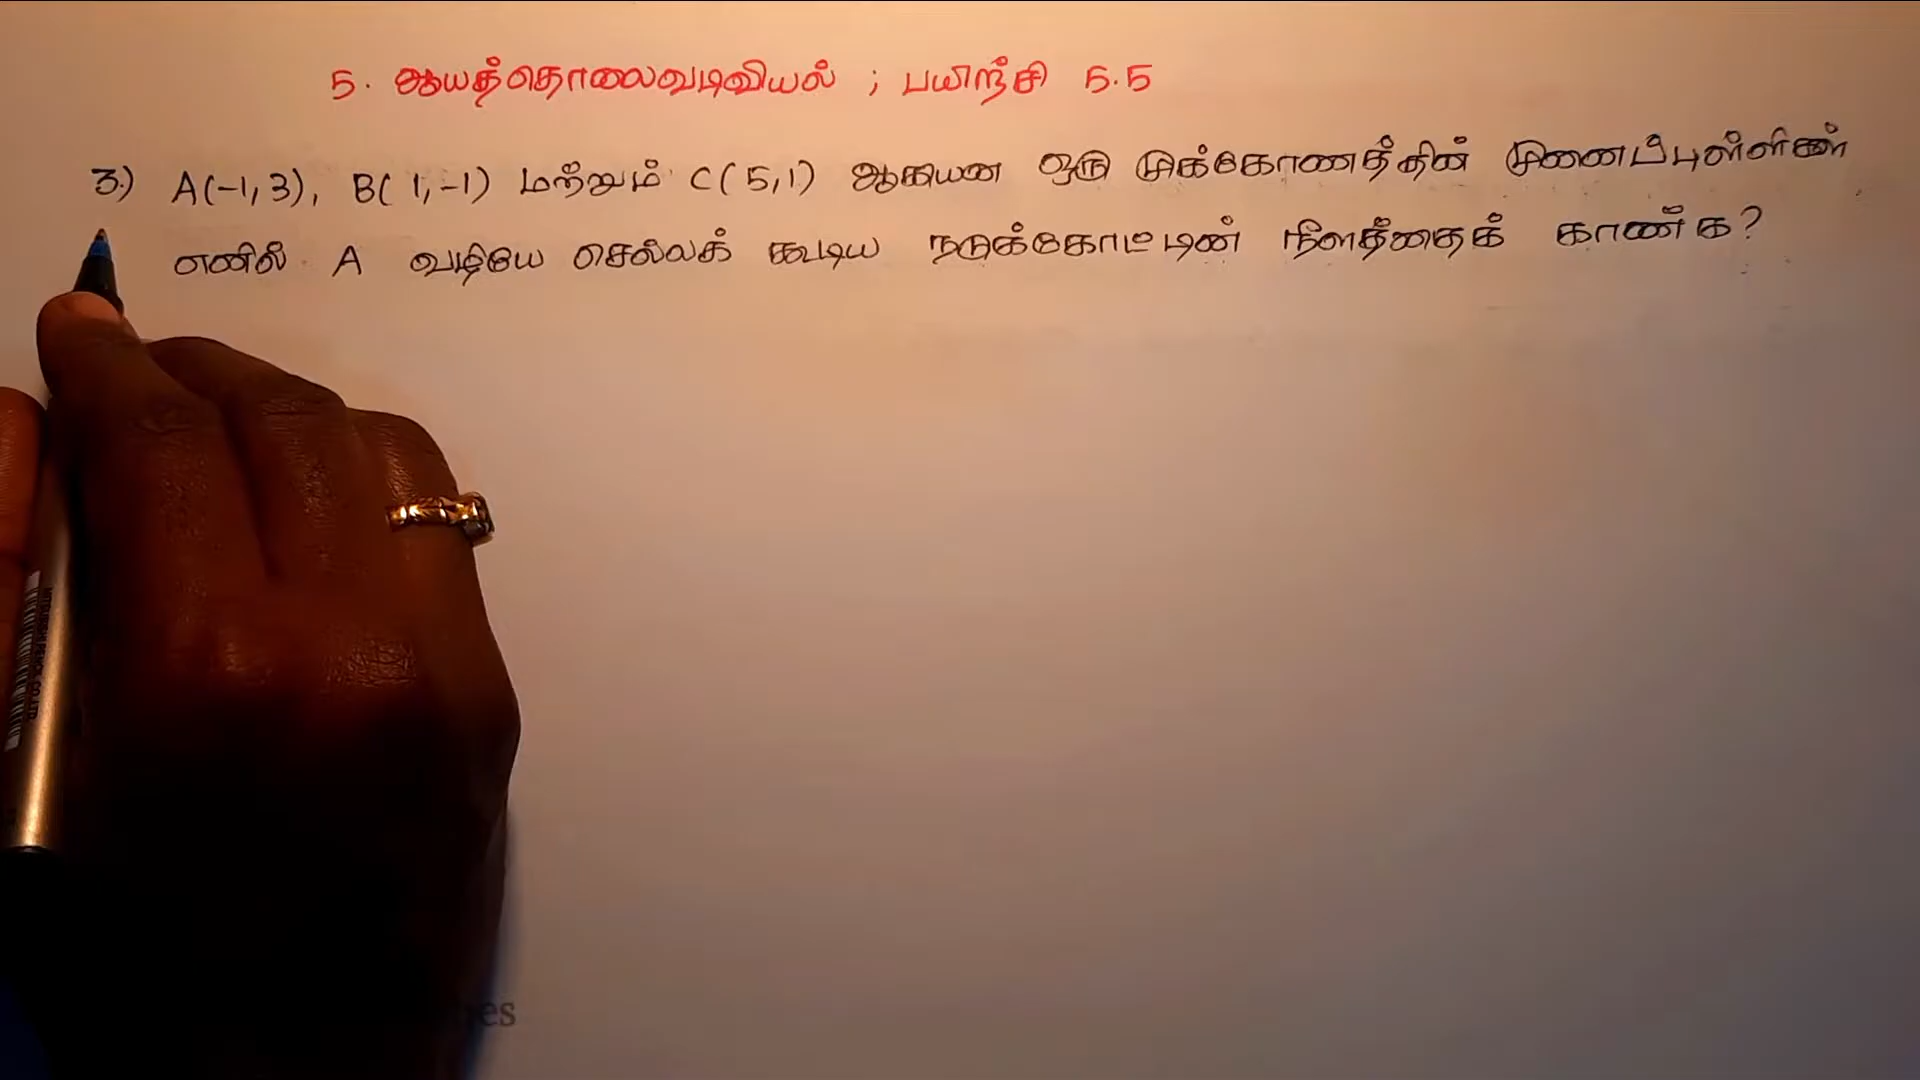 5. ஆயத்தொலைவடிவியல் ; பயிற்சி 5.5
3.) A(-1,3), B(1,-1) மற்றும் C(5,1) ஆகியன ஒரு முக்கோணத்தின் முனைப்புள்ளிகள்
எனில் A வழியே செல்லக் கூடிய நடுக்கோட்டின் நீளத்தைக் காண்க?